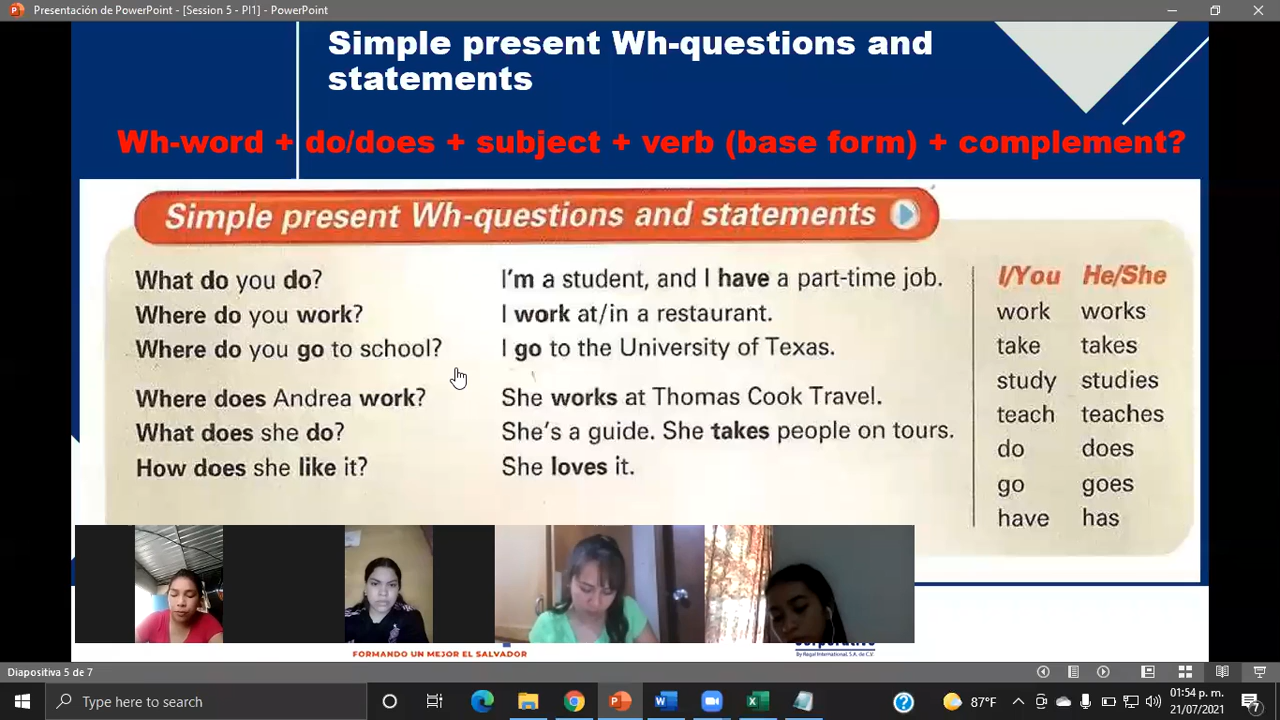 Presentación de PowerPoint - [Session 5 - PI1] - PowerPoint
Simple present Wh-questions and
statements
Wh-word + do/does + subject + verb (base form) + complement?
Simple present Wh-questions and statements
What do you do?
I'm a student, and I have a part-time job.
Where do you work?
I work at/in a restaurant.
Where do you go to school?
I go to the University of Texas.
Where does Andrea work?
She works at Thomas Cook Travel.
What does she do?
She's a guide. She takes people on tours.
How does she like it?
She loves it.
I/You He/She
work works
take takes
study studies
teach teaches
do does
go goes
have has
FORMANDO UN MEJOR EL SALVADOR
By Regal International, S.A. de C.V.
Diapositiva 5 de 7
Type here to search
87°F
01:54 p. m.
21/07/2021
7